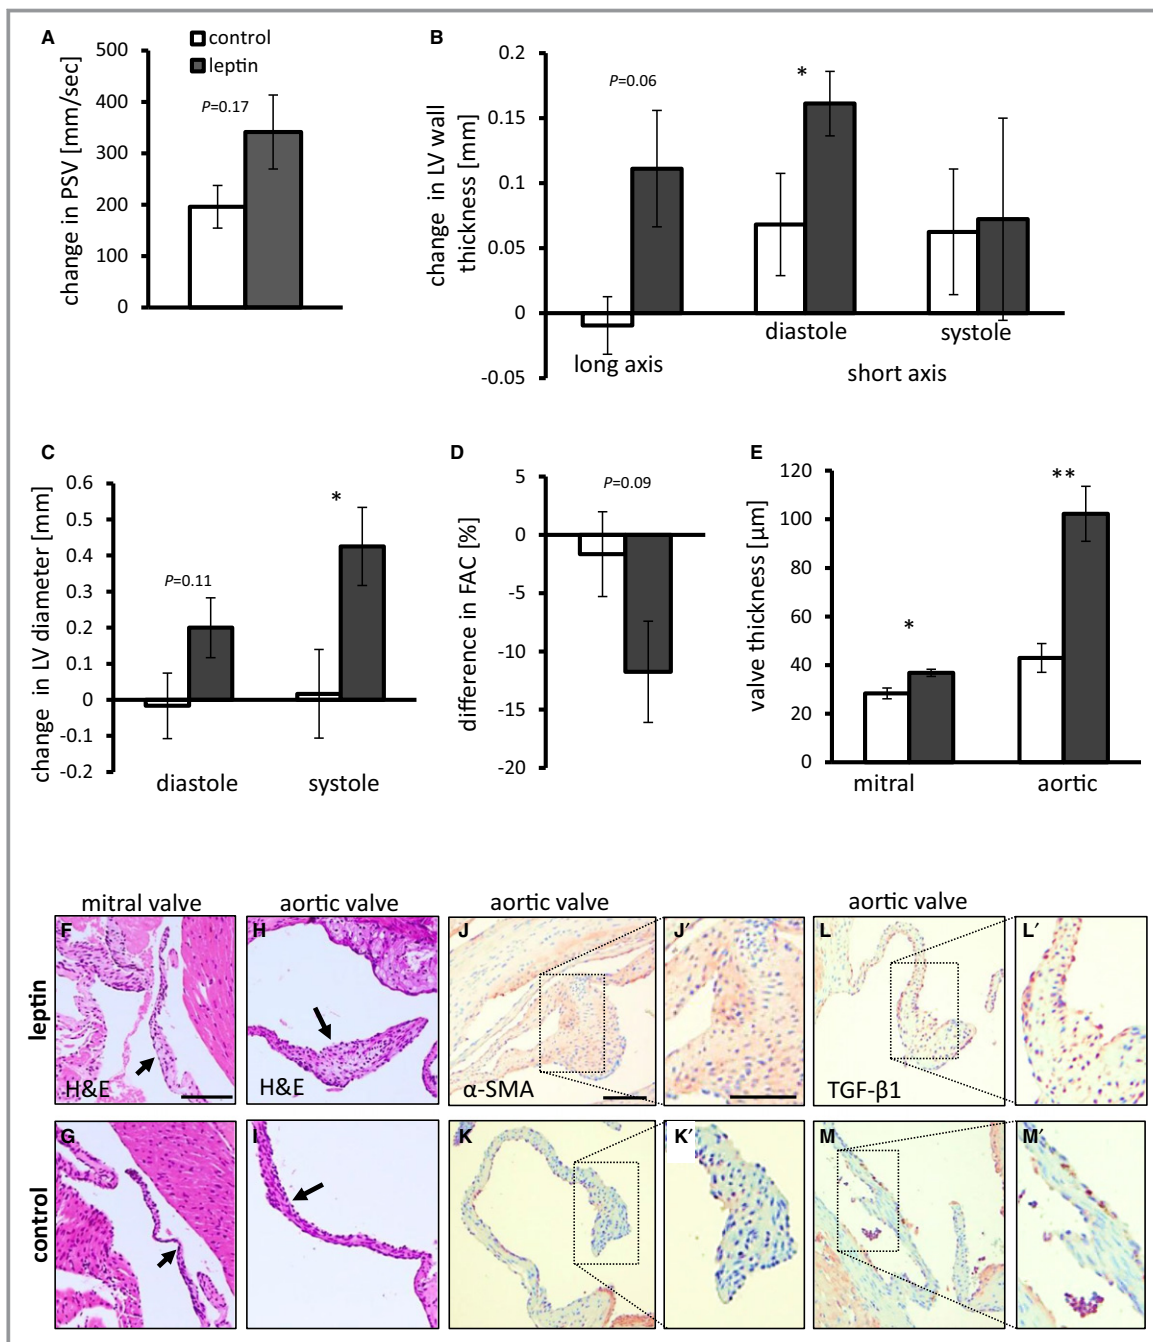 A
control
leptin
change in PSV [mm/sec]
500
400
300
200
100
0
P=0.17
B
change in LV wall
thickness [mm]
0.2
0.15
0.1
0.05
0
-0.05
P=0.06
*
long axis
diastole
systole
short axis
C
change in LV diameter [mm]
0.6
0.5
0.4
0.3
0.2
0.1
0
-0.1
-0.2
P=0.11
*
diastole
systole
D
difference in FAC [%]
5
0
-5
-10
-15
-20
P=0.09
E
valve thickness [µm]
120
100
80
60
40
20
0
*
**
mitral
aortic
mitral valve
aortic valve
aortic valve
aortic valve
leptin
F
H&E
H
H&E
J
α-SMA
J′
L
TGF-β1
L′
control
G
I
K
K′
M
M′